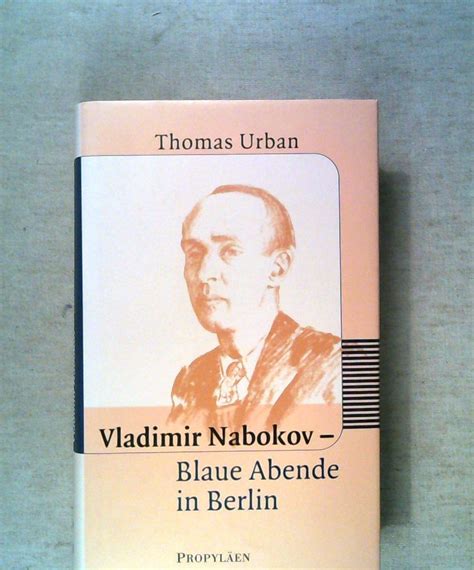 Thomas Urban
Vladimir Nabokov –
Blaue Abende
in Berlin
PROPYLÄEN